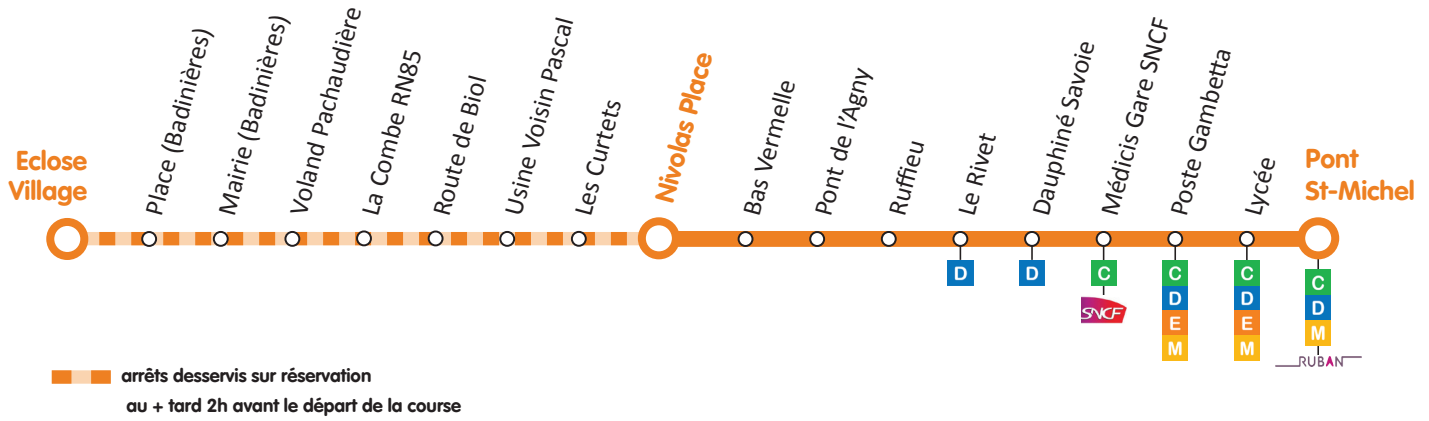 Eclose
Village
Place (Badinières)
Mairie (Badinières)
Voland Pachaudière
La Combe RN85
Route de Biol
Usine Voisin Pascal
Les Curtets
Nivolas Place
Bas Vermelle
Pont de l'Agny
Ruffieu
Le Rivet
Dauphiné Savoie
Médicis Gare SNCF
Poste Gambetta
Lycée
Pont
St-Michel
D
D
C
SNCF
C
D
E
M
C
D
E
M
C
D
M
RUBAN
arrêts desservis sur réservation
au + tard 2h avant le départ de la course